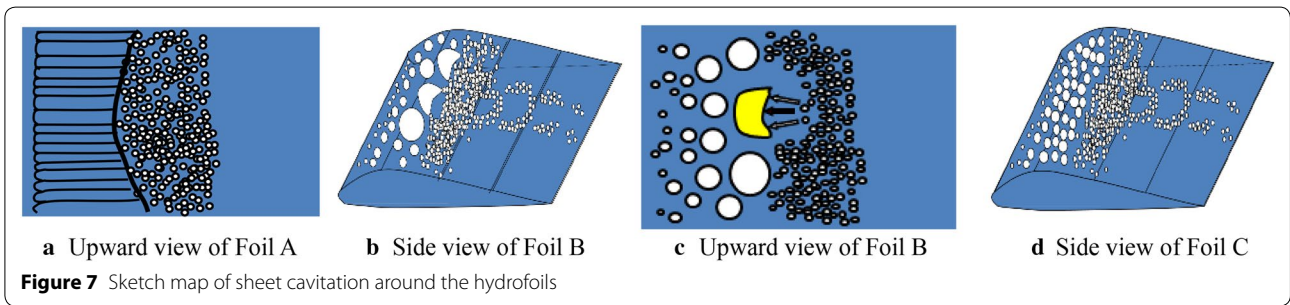 a Upward view of Foil A
b Side view of Foil B
c Upward view of Foil B
d Side view of Foil C
Figure 7 Sketch map of sheet cavitation around the hydrofoils